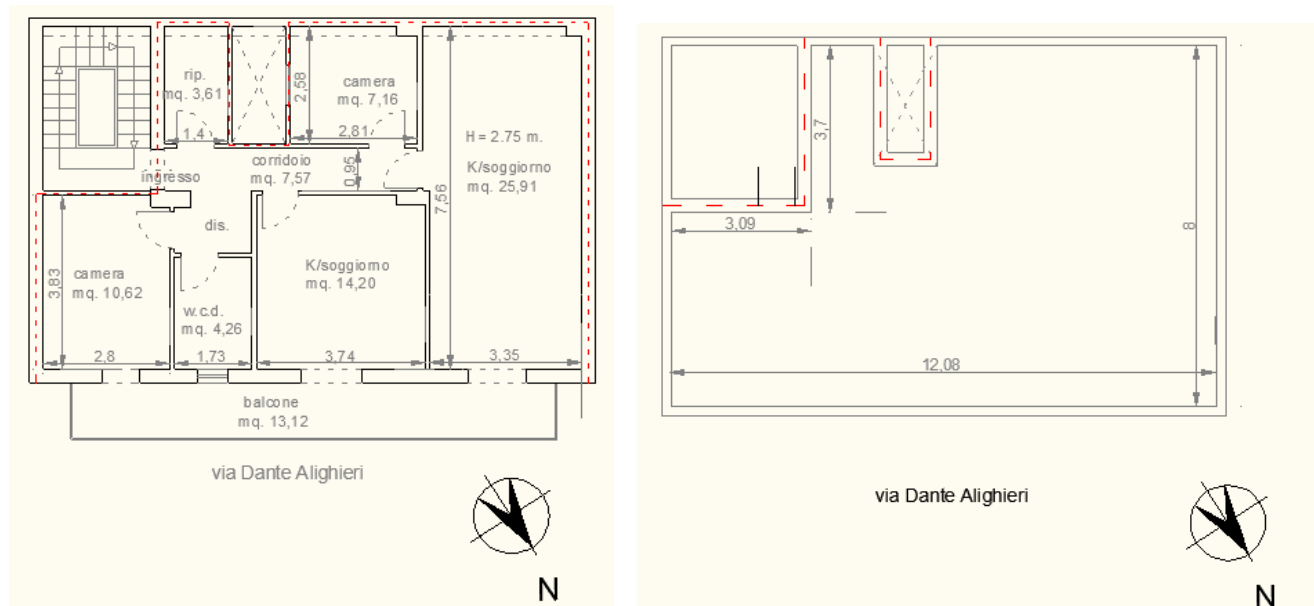 rip.
mq. 3,61
1,4
2,58
camera
mq. 7,16
2,81
H = 2.75 m.
K/soggiorno
mq. 25,91
corridoio
mq. 7,57
0,95
ingresso
7,56
dis.
3,83
camera
mq. 10,62
K/soggiorno
mq. 14,20
w.c.d.
mq. 4,26
2,8
1,73
3,74
3,35
balcone
mq. 13,12
via Dante Alighieri
N
3,7
3,09
8
12,08
via Dante Alighieri
N